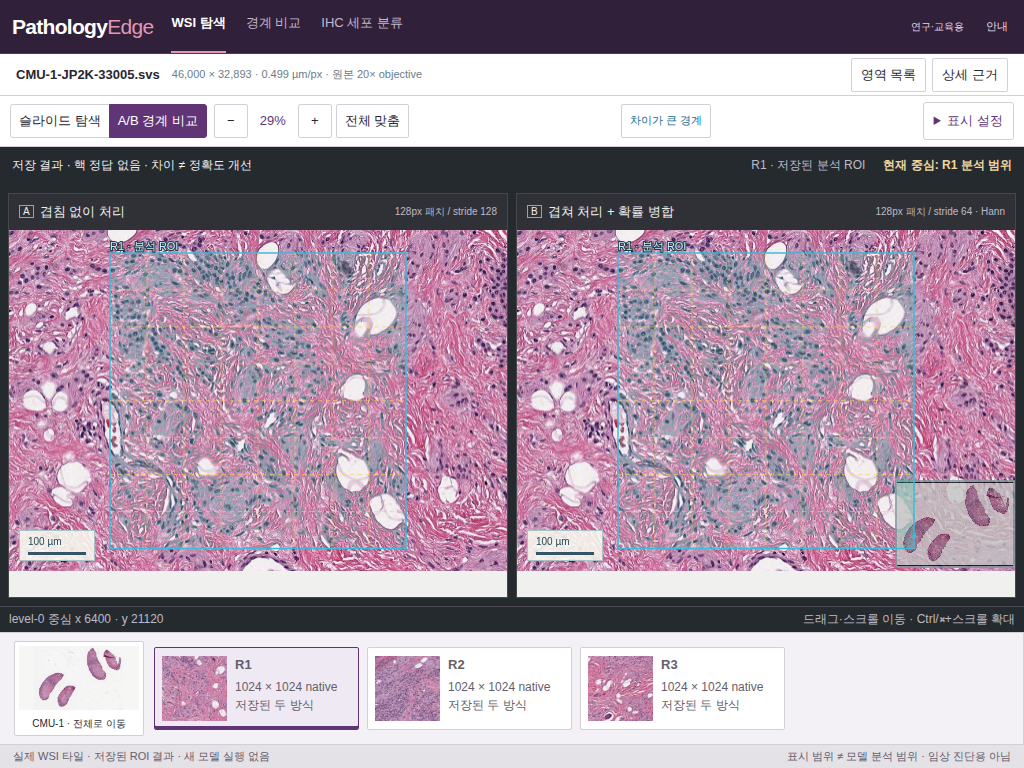 PathologyEdge WSI 탐색 경계 비교 IHC 세포 분류 연구·교육용 안내
CMU-1-JP2K-33005.svs 46,000 × 32,893 · 0.499 µm/px · 원본 20× objective 영역 목록 상세 근거
슬라이드 탐색 A/B 경계 비교 − 29% + 전체 맞춤 차이가 큰 경계 ▶ 표시 설정
저장 결과 · 핵 정답 없음 · 차이 ≠ 정확도 개선 R1 · 저장된 분석 ROI 현재 중심: R1 분석 범위
A 겹침 없이 처리 128px 패치 / stride 128
B 겹쳐 처리 + 확률 병합 128px 패치 / stride 64 · Hann
R1 · 분석 ROI
R1 · 분석 ROI
100 µm
100 µm
level-0 중심 x 6400 · y 21120 드래그·스크롤 이동 · Ctrl/⌘+스크롤 확대
CMU-1 · 전체로 이동
R1
1024 × 1024 native
저장된 두 방식
R2
1024 × 1024 native
저장된 두 방식
R3
1024 × 1024 native
저장된 두 방식
실제 WSI 타일 · 저장된 ROI 결과 · 새 모델 실행 없음 표시 범위 ≠ 모델 분석 범위 · 임상 진단용 아님